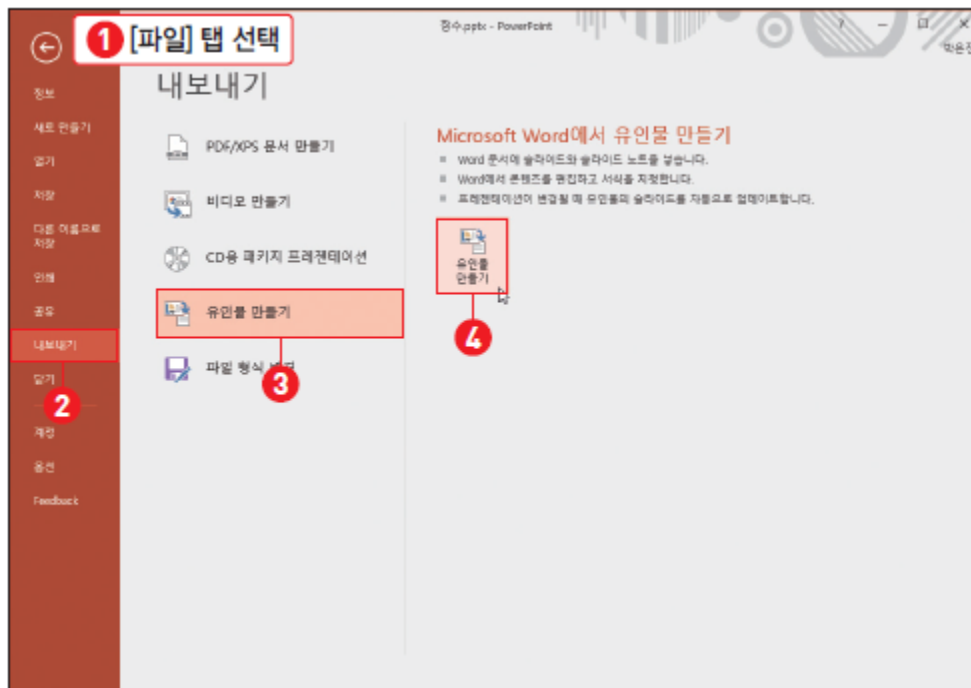 1 [파일] 탭 선택
정수.pptx - PowerPoint
? – ×
박은진
내보내기
정보
새로 만들기
열기
저장
다른 이름으로
저장
인쇄
공유
내보내기
닫기
2
계정
옵션
Feedback
PDF/XPS 문서 만들기
비디오 만들기
CD용 패키지 프레젠테이션
유인물 만들기
3
파일 형식
Microsoft Word에서 유인물 만들기
Word 문서에 슬라이드와 슬라이드 노트를 넣습니다.
Word에서 콘텐츠를 편집하고 서식을 지정합니다.
프레젠테이션이 변경될 때 유인물의 슬라이드를 자동으로 업데이트합니다.
유인물
만들기
4